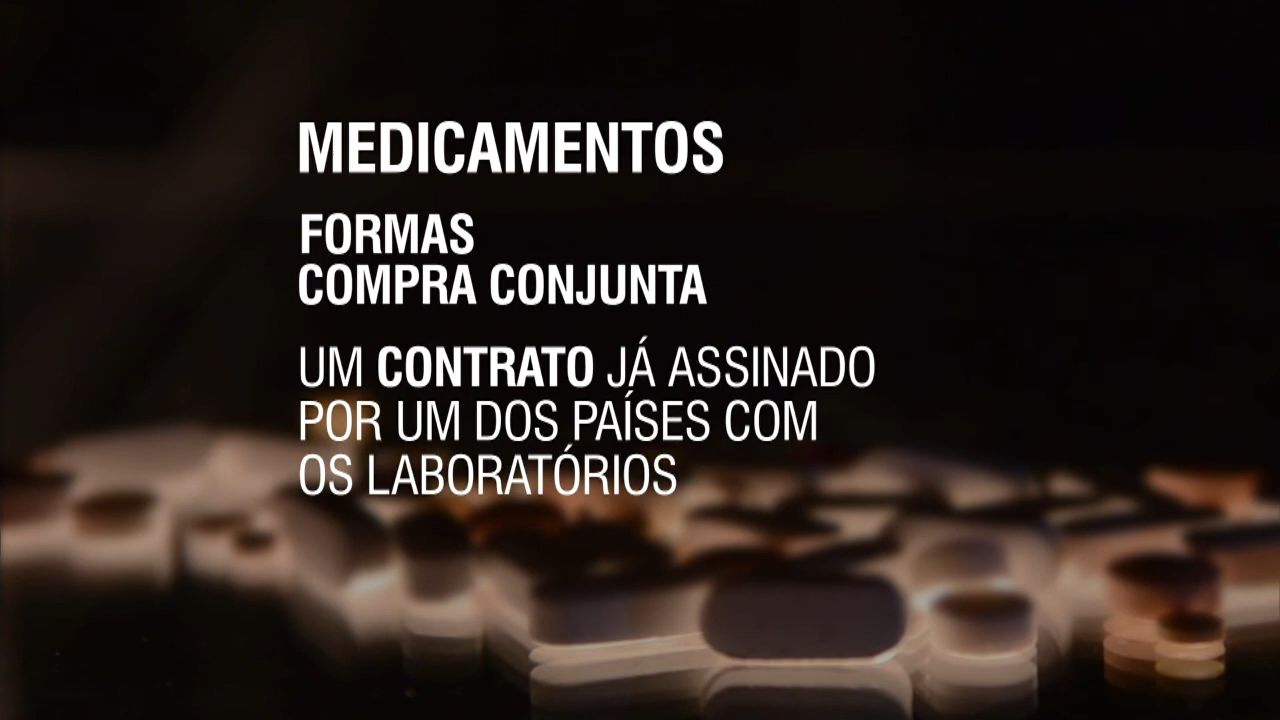 MEDICAMENTOS
FORMAS
COMPRA CONJUNTA
UM CONTRATO JÁ ASSINADO
POR UM DOS PAÍSES COM
OS LABORATÓRIOS